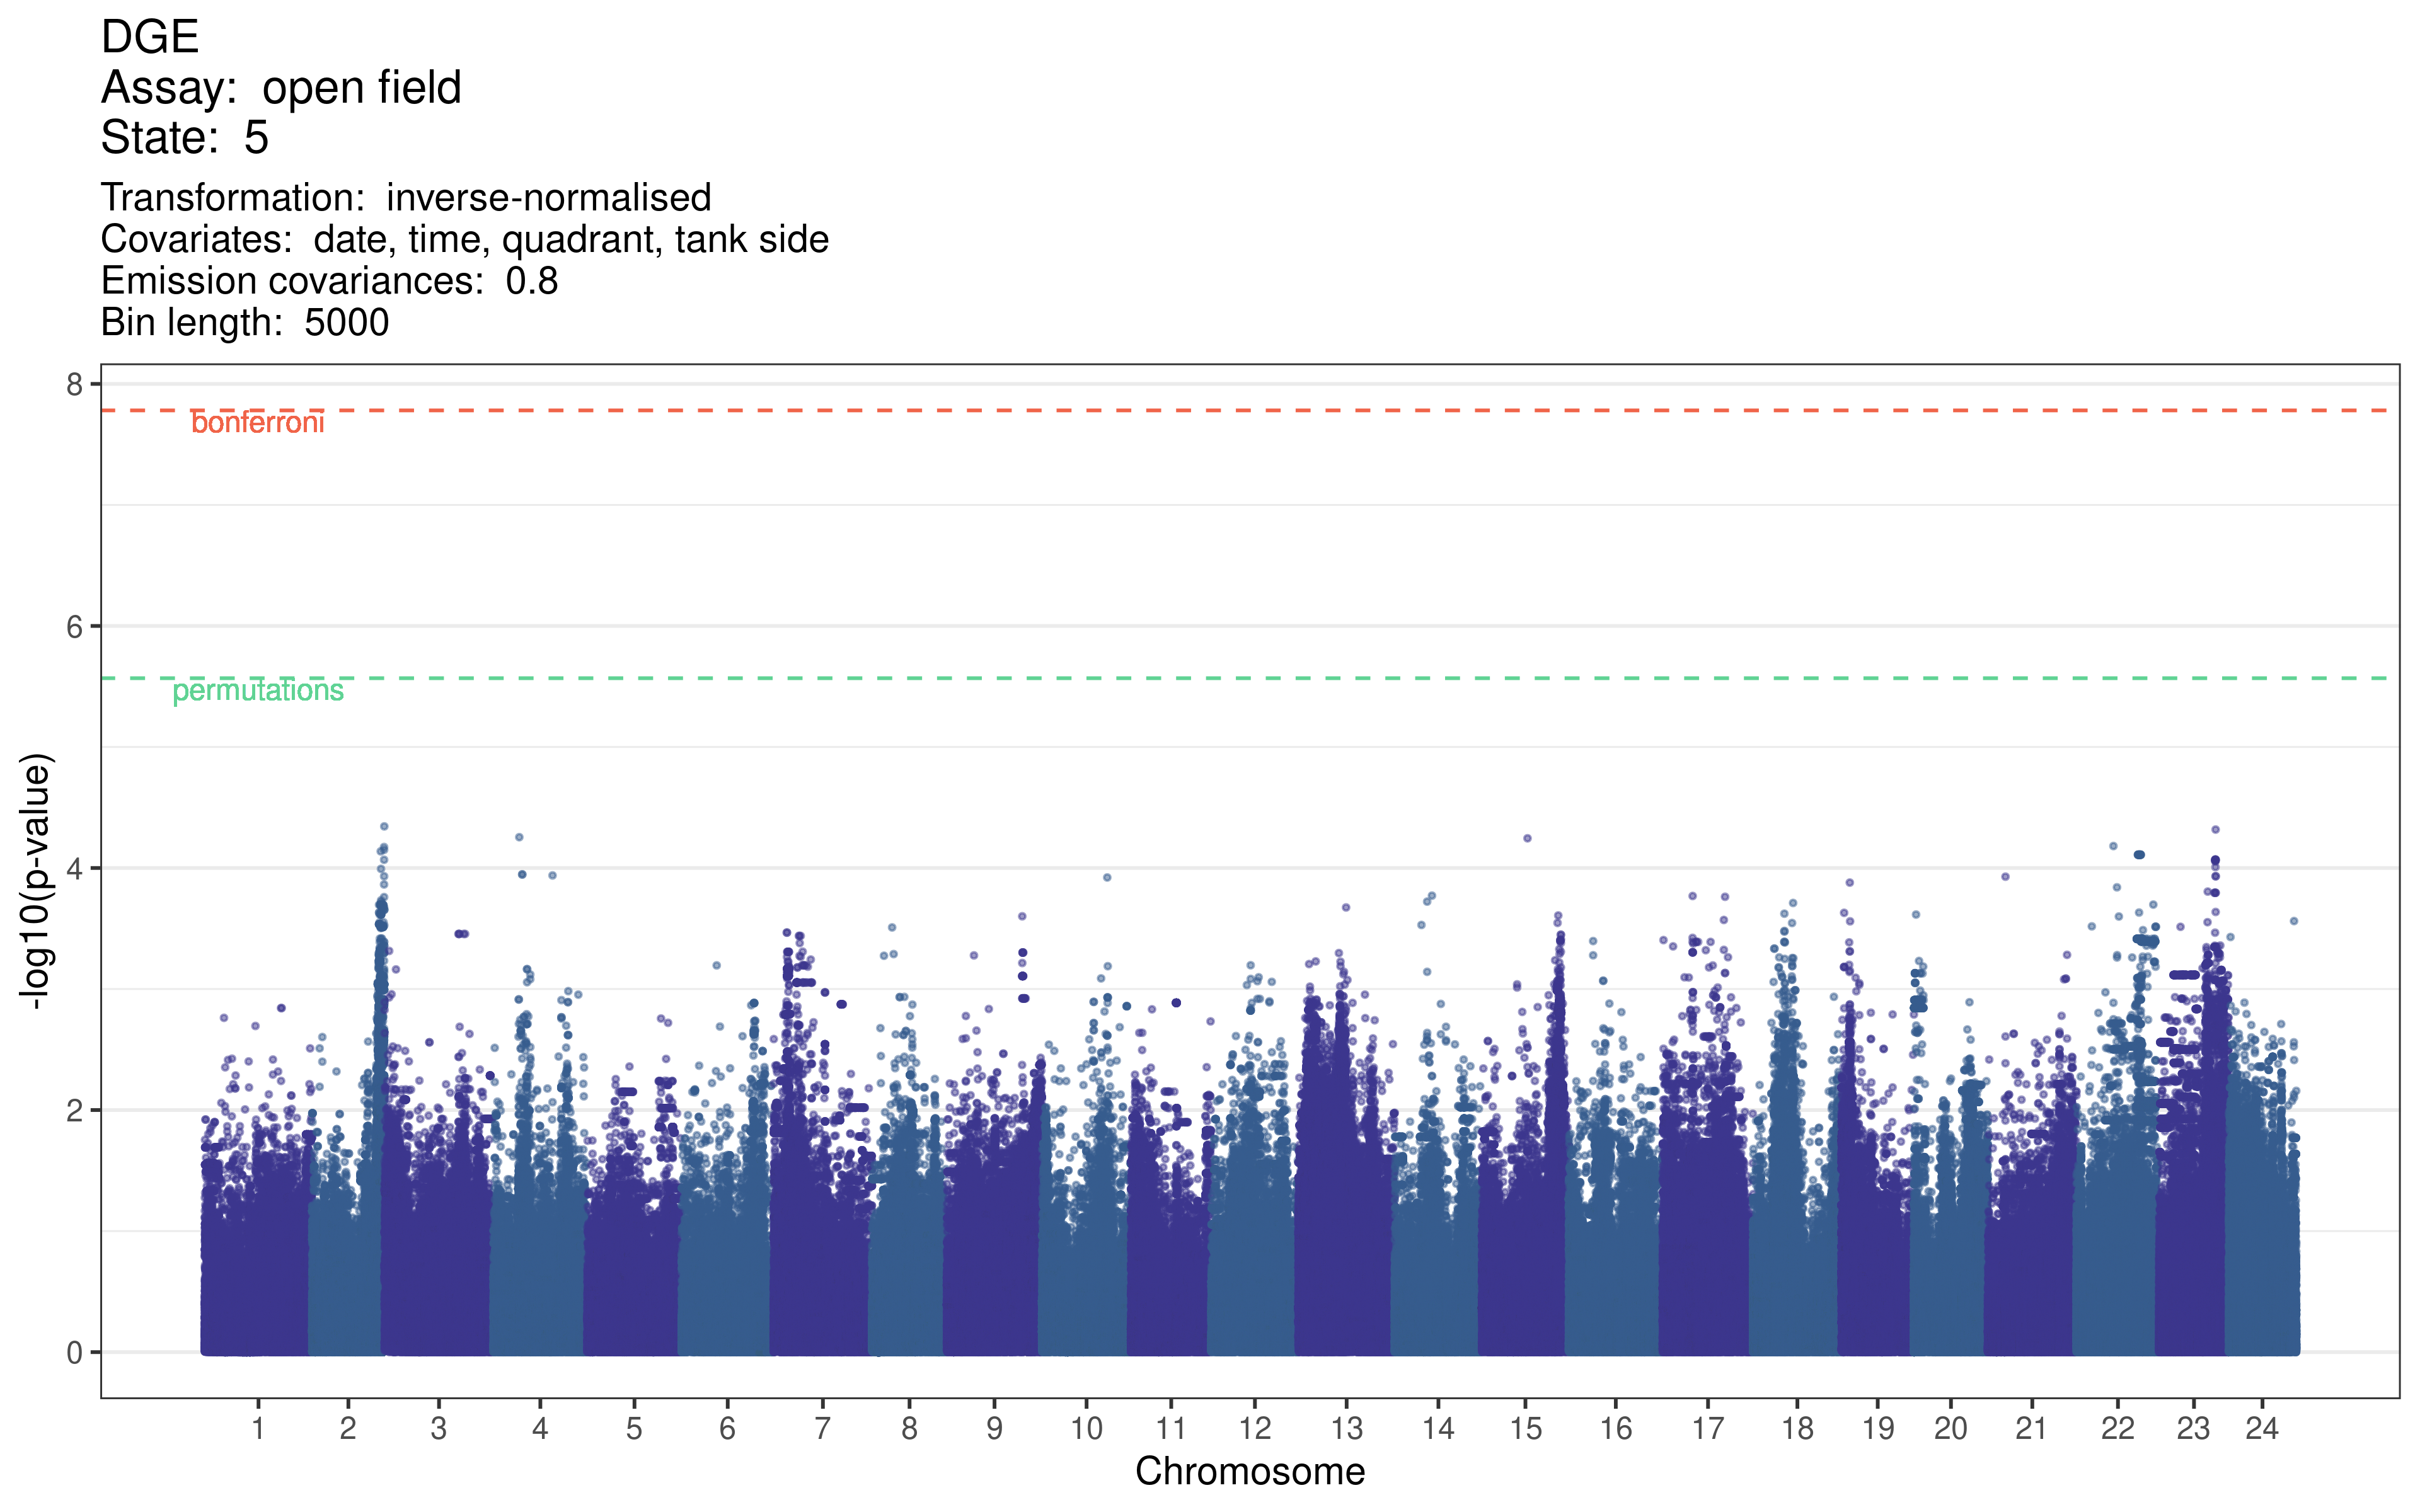 DGE
Assay:  open field
State:  5
Transformation:  inverse-normalised
Covariates:  date, time, quadrant, tank side
Emission covariances:  0.8
Bin length:  5000
8
bonferroni
6
permutations
-log10(p-value)
4
2
0
1 2 3 4 5 6 7 8 9 10 11 12 13 14 15 16 17 18 19 20 21 22 23 24
Chromosome